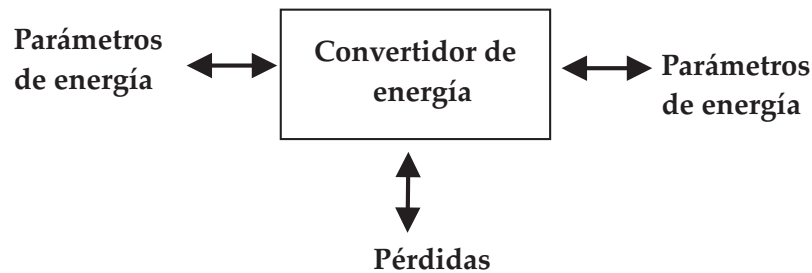 Parámetros
de energía
Convertidor de
energía
Parámetros
de energía
Pérdidas